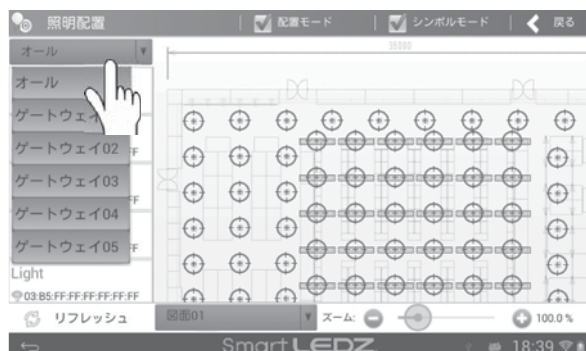 照明配置
配置モード
シンボルモード
戻る
オール
35000
オール
ゲートウェイ
ゲートウェイ02
FF
ゲートウェイ03
FF
ゲートウェイ04
ゲートウェイ05
FF
Light
03:B5:FF:FF:FF:FF:FF:FF
リフレッシュ
図面01
ズーム:
100.0 %
Smart LEDZ
18:39